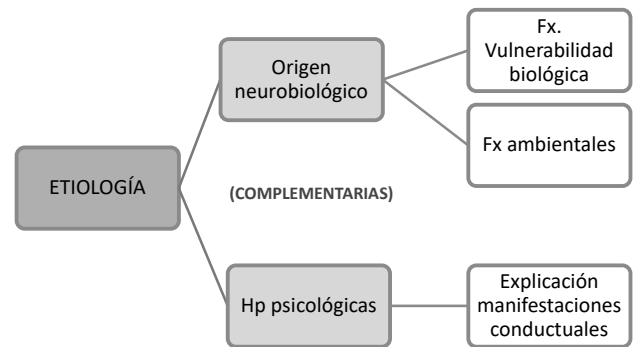 Fx.
Vulnerabilidad
biológica
Origen
neurobiológico
Fx ambientales
ETIOLOGÍA
(COMPLEMENTARIAS)
Hp psicológicas
Explicación
manifestaciones
conductuales